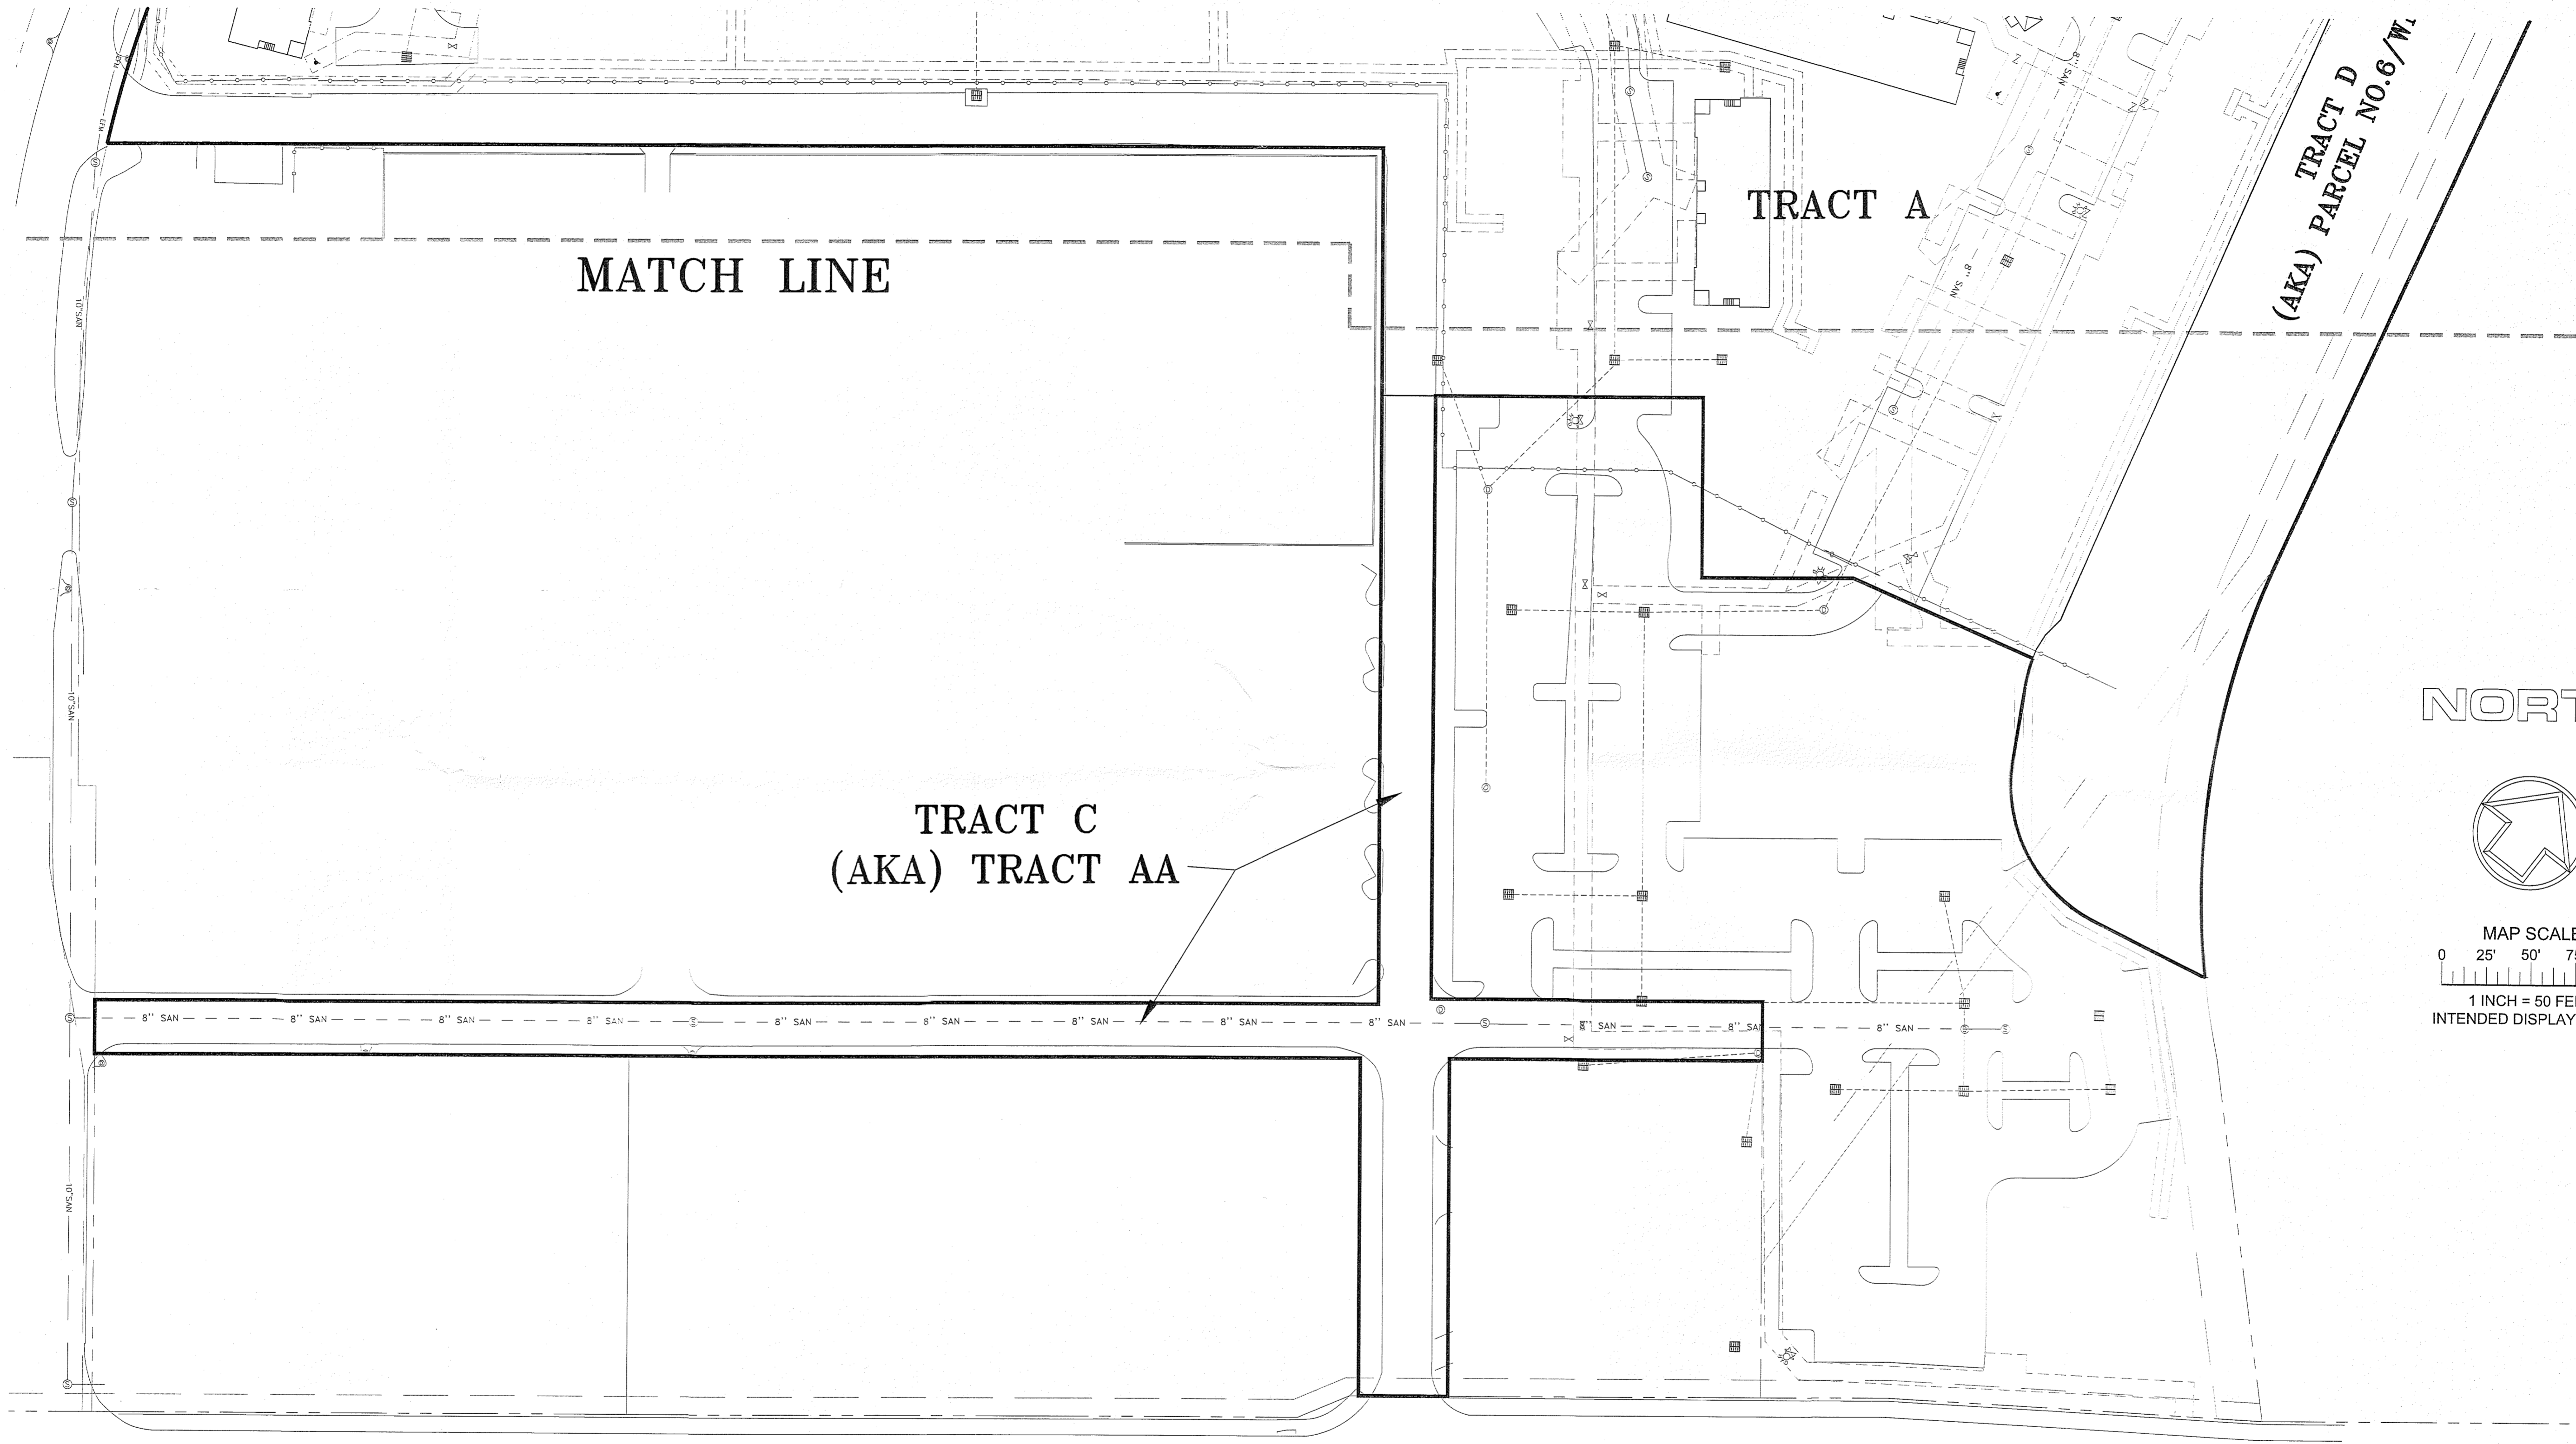 EFM
EFM
8" SAN
TRACT D
(AKA) PARCEL NO.6/W
TRACT A
8" SAN
MATCH LINE
10"SAN
10"SAN
NORT
TRACT C
(AKA) TRACT AA
MAP SCALE
0 25' 50' 75
1 INCH = 50 FE
INTENDED DISPLAY
8" SAN 8" SAN 8" SAN 8" SAN 8" SAN 8" SAN 8" SAN 8" SAN 8" SAN 8" SAN 8" SAN 8" SAN
10"SAN